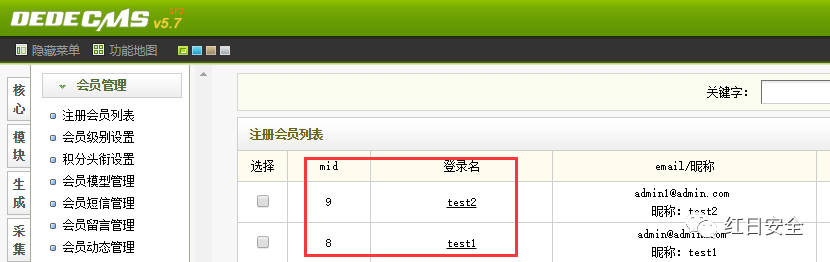 DEDECMS v5.7 SP2
隐藏菜单 功能地图
核心
模块
生成
采集
会员管理
注册会员列表
会员级别设置
积分头衔设置
会员模型管理
会员短信管理
会员留言管理
会员动态管理
关键字：
注册会员列表
选择 mid 登录名 email/昵称
9 test2 admin1@admin.com
昵称：test2
8 test1 admin@admin.com
昵称：test1
红日安全